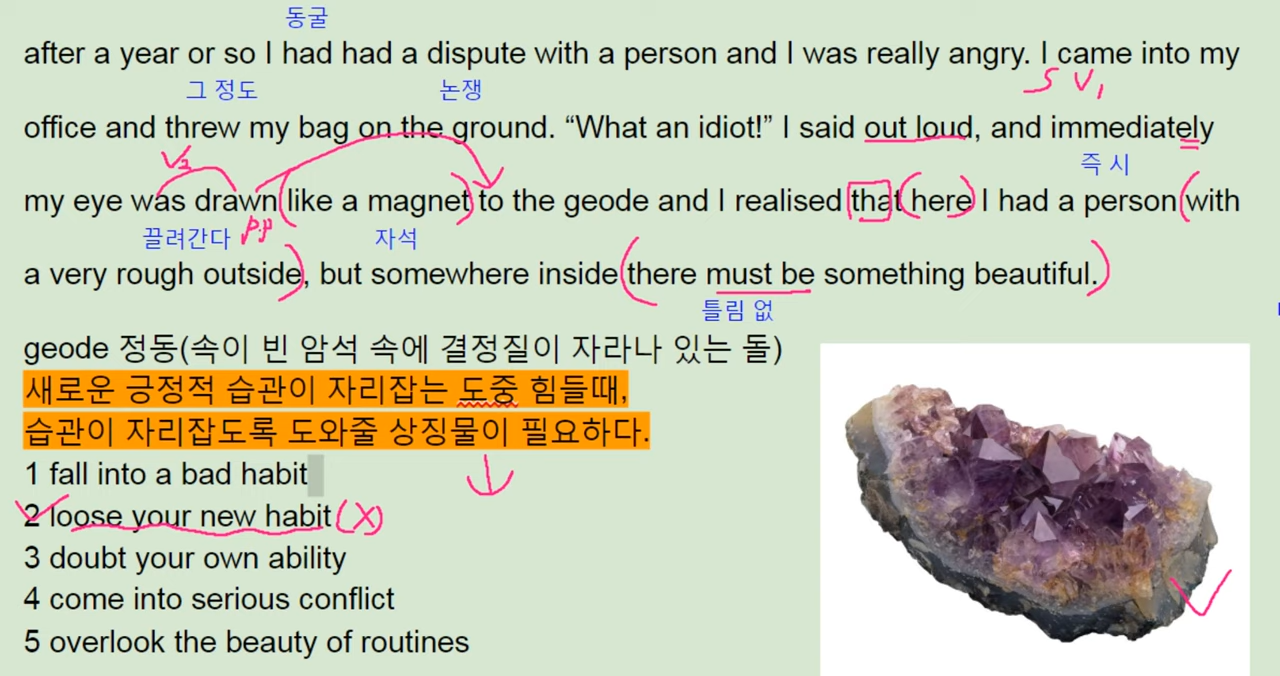 동굴
after a year or so I had had a dispute with a person and I was really angry. I came into my
그 정도 논쟁 S V1
office and threw my bag on the ground. “What an idiot!” I said out loud, and immediately
V2 즉 시
my eye was drawn (like a magnet) to the geode and I realised that (here) I had a person (with
끌려간다 p.p 자석
a very rough outside), but somewhere inside (there must be something beautiful.)
틀림 없
geode 정동(속이 빈 암석 속에 결정질이 자라나 있는 돌)
새로운 긍정적 습관이 자리잡는 도중 힘들때,
습관이 자리잡도록 도와줄 상징물이 필요하다.
1 fall into a bad habit
2 loose your new habit (X)
3 doubt your own ability
4 come into serious conflict
5 overlook the beauty of routines